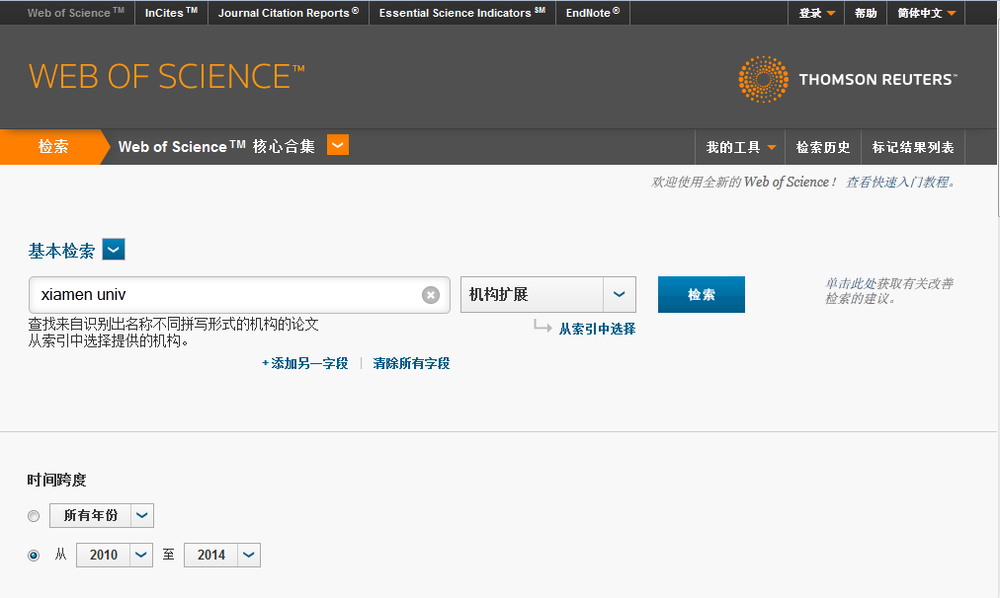 Web of Science™ InCites™ Journal Citation Reports® Essential Science Indicators℠ EndNote® 登录 帮助 简体中文
WEB OF SCIENCE™
THOMSON REUTERS™
检索 Web of Science™ 核心合集 我的工具 检索历史 标记结果列表
欢迎使用全新的 Web of Science! 查看快速入门教程。
基本检索
xiamen univ 机构扩展 检索
单击此处获取有关改善
检索的建议。
查找来自识别出名称不同拼写形式的机构的论文
从索引中选择
从索引中选择提供的机构。
+ 添加另一字段 | 清除所有字段
时间跨度
所有年份
从 2010 至 2014